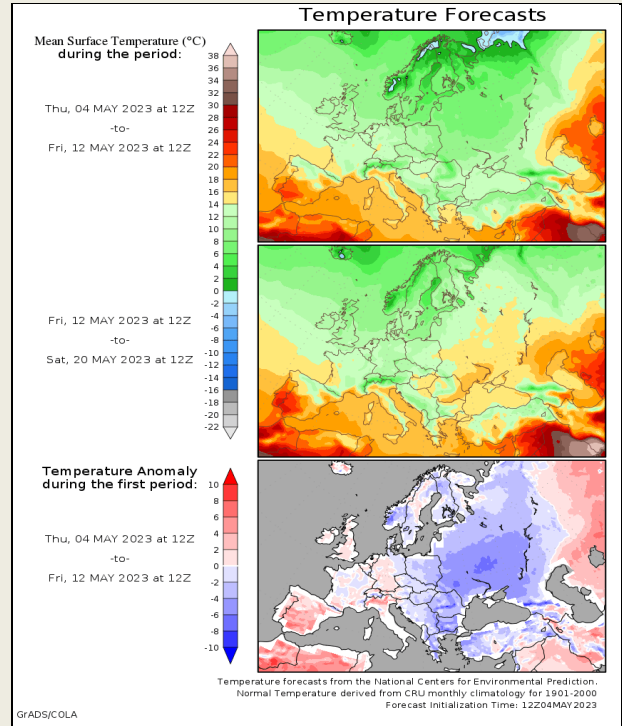 Temperature Forecasts
Mean Surface Temperature (°C)
during the period:
Thu, 04 MAY 2023 at 12Z
-to-
Fri, 12 MAY 2023 at 12Z
38
36
34
32
30
28
26
24
22
20
18
16
14
12
10
8
6
4
2
0
-2
-4
-6
-8
-10
-12
-14
-16
-18
-20
-22
Fri, 12 MAY 2023 at 12Z
-to-
Sat, 20 MAY 2023 at 12Z
Temperature Anomaly
during the first period:
Thu, 04 MAY 2023 at 12Z
-to-
Fri, 12 MAY 2023 at 12Z
10
8
6
4
2
0
-2
-4
-6
-8
-10
Temperature forecasts from the National Centers for Environmental Prediction.
Normal Temperature derived from CRU monthly climatology for 1901-2000
Forecast Initialization Time: 12Z04MAY2023
GrADS/COLA